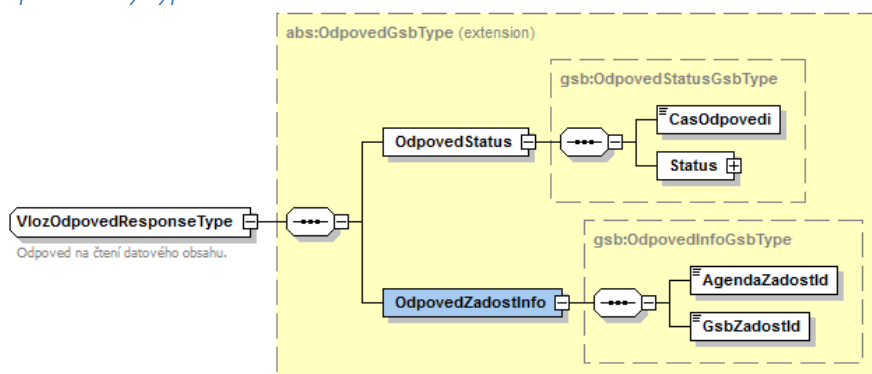 abs:OdpovedGsbType (extension)
gsb:OdpovedStatusGsbType
CasOdpovedi
OdpovedStatus
Status
VlozOdpovedResponseType
Odpoved na čtení datového obsahu.
gsb:OdpovedInfoGsbType
AgendaZadostId
OdpovedZadostInfo
GsbZadostId